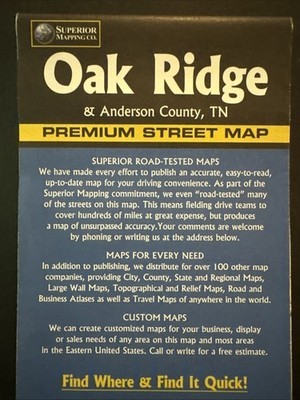 SUPERIOR
MAPPING CO.
Oak Ridge
& Anderson County, TN
PREMIUM STREET MAP
SUPERIOR ROAD-TESTED MAPS
We have made every effort to publish an accurate, easy-to-read,
up-to-date map for your driving convenience. As part of the
Superior Mapping commitment, we even "road-tested" many
of the streets on this map. This means fielding drive teams to
cover hundreds of miles at great expense, but produces
a map of unsurpassed accuracy.Your comments are welcome
by phoning or writing us at the address below.
MAPS FOR EVERY NEED
In addition to publishing, we distribute for over 100 other map
companies, providing City, County, State and Regional Maps,
Large Wall Maps, Topographical and Relief Maps, Road and
Business Atlases as well as Travel Maps of anywhere in the world.
CUSTOM MAPS
We can create customized maps for your business, display
or sales needs of any area on this map and most areas
in the Eastern United States. Call or write for a free estimate.
Find Where & Find It Quick!